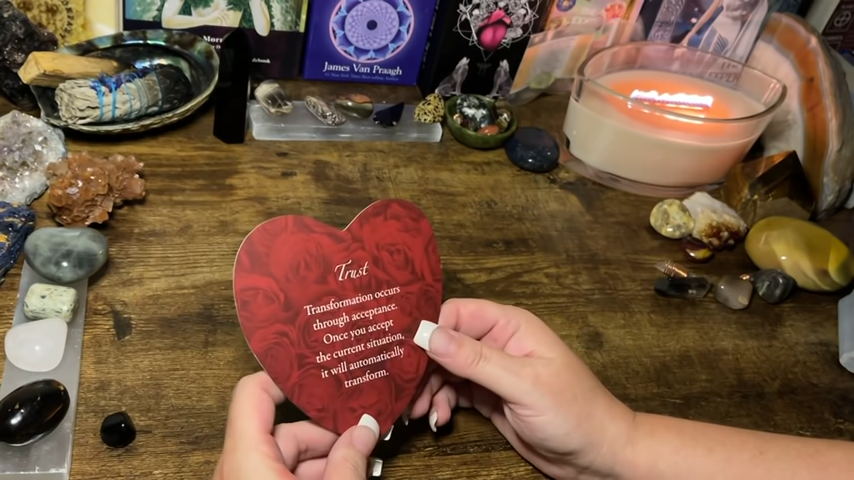 James Van Praagh
Trust
Transformation occurs
through acceptance.
Once you accept
the current situation,
it will automatically
transform.